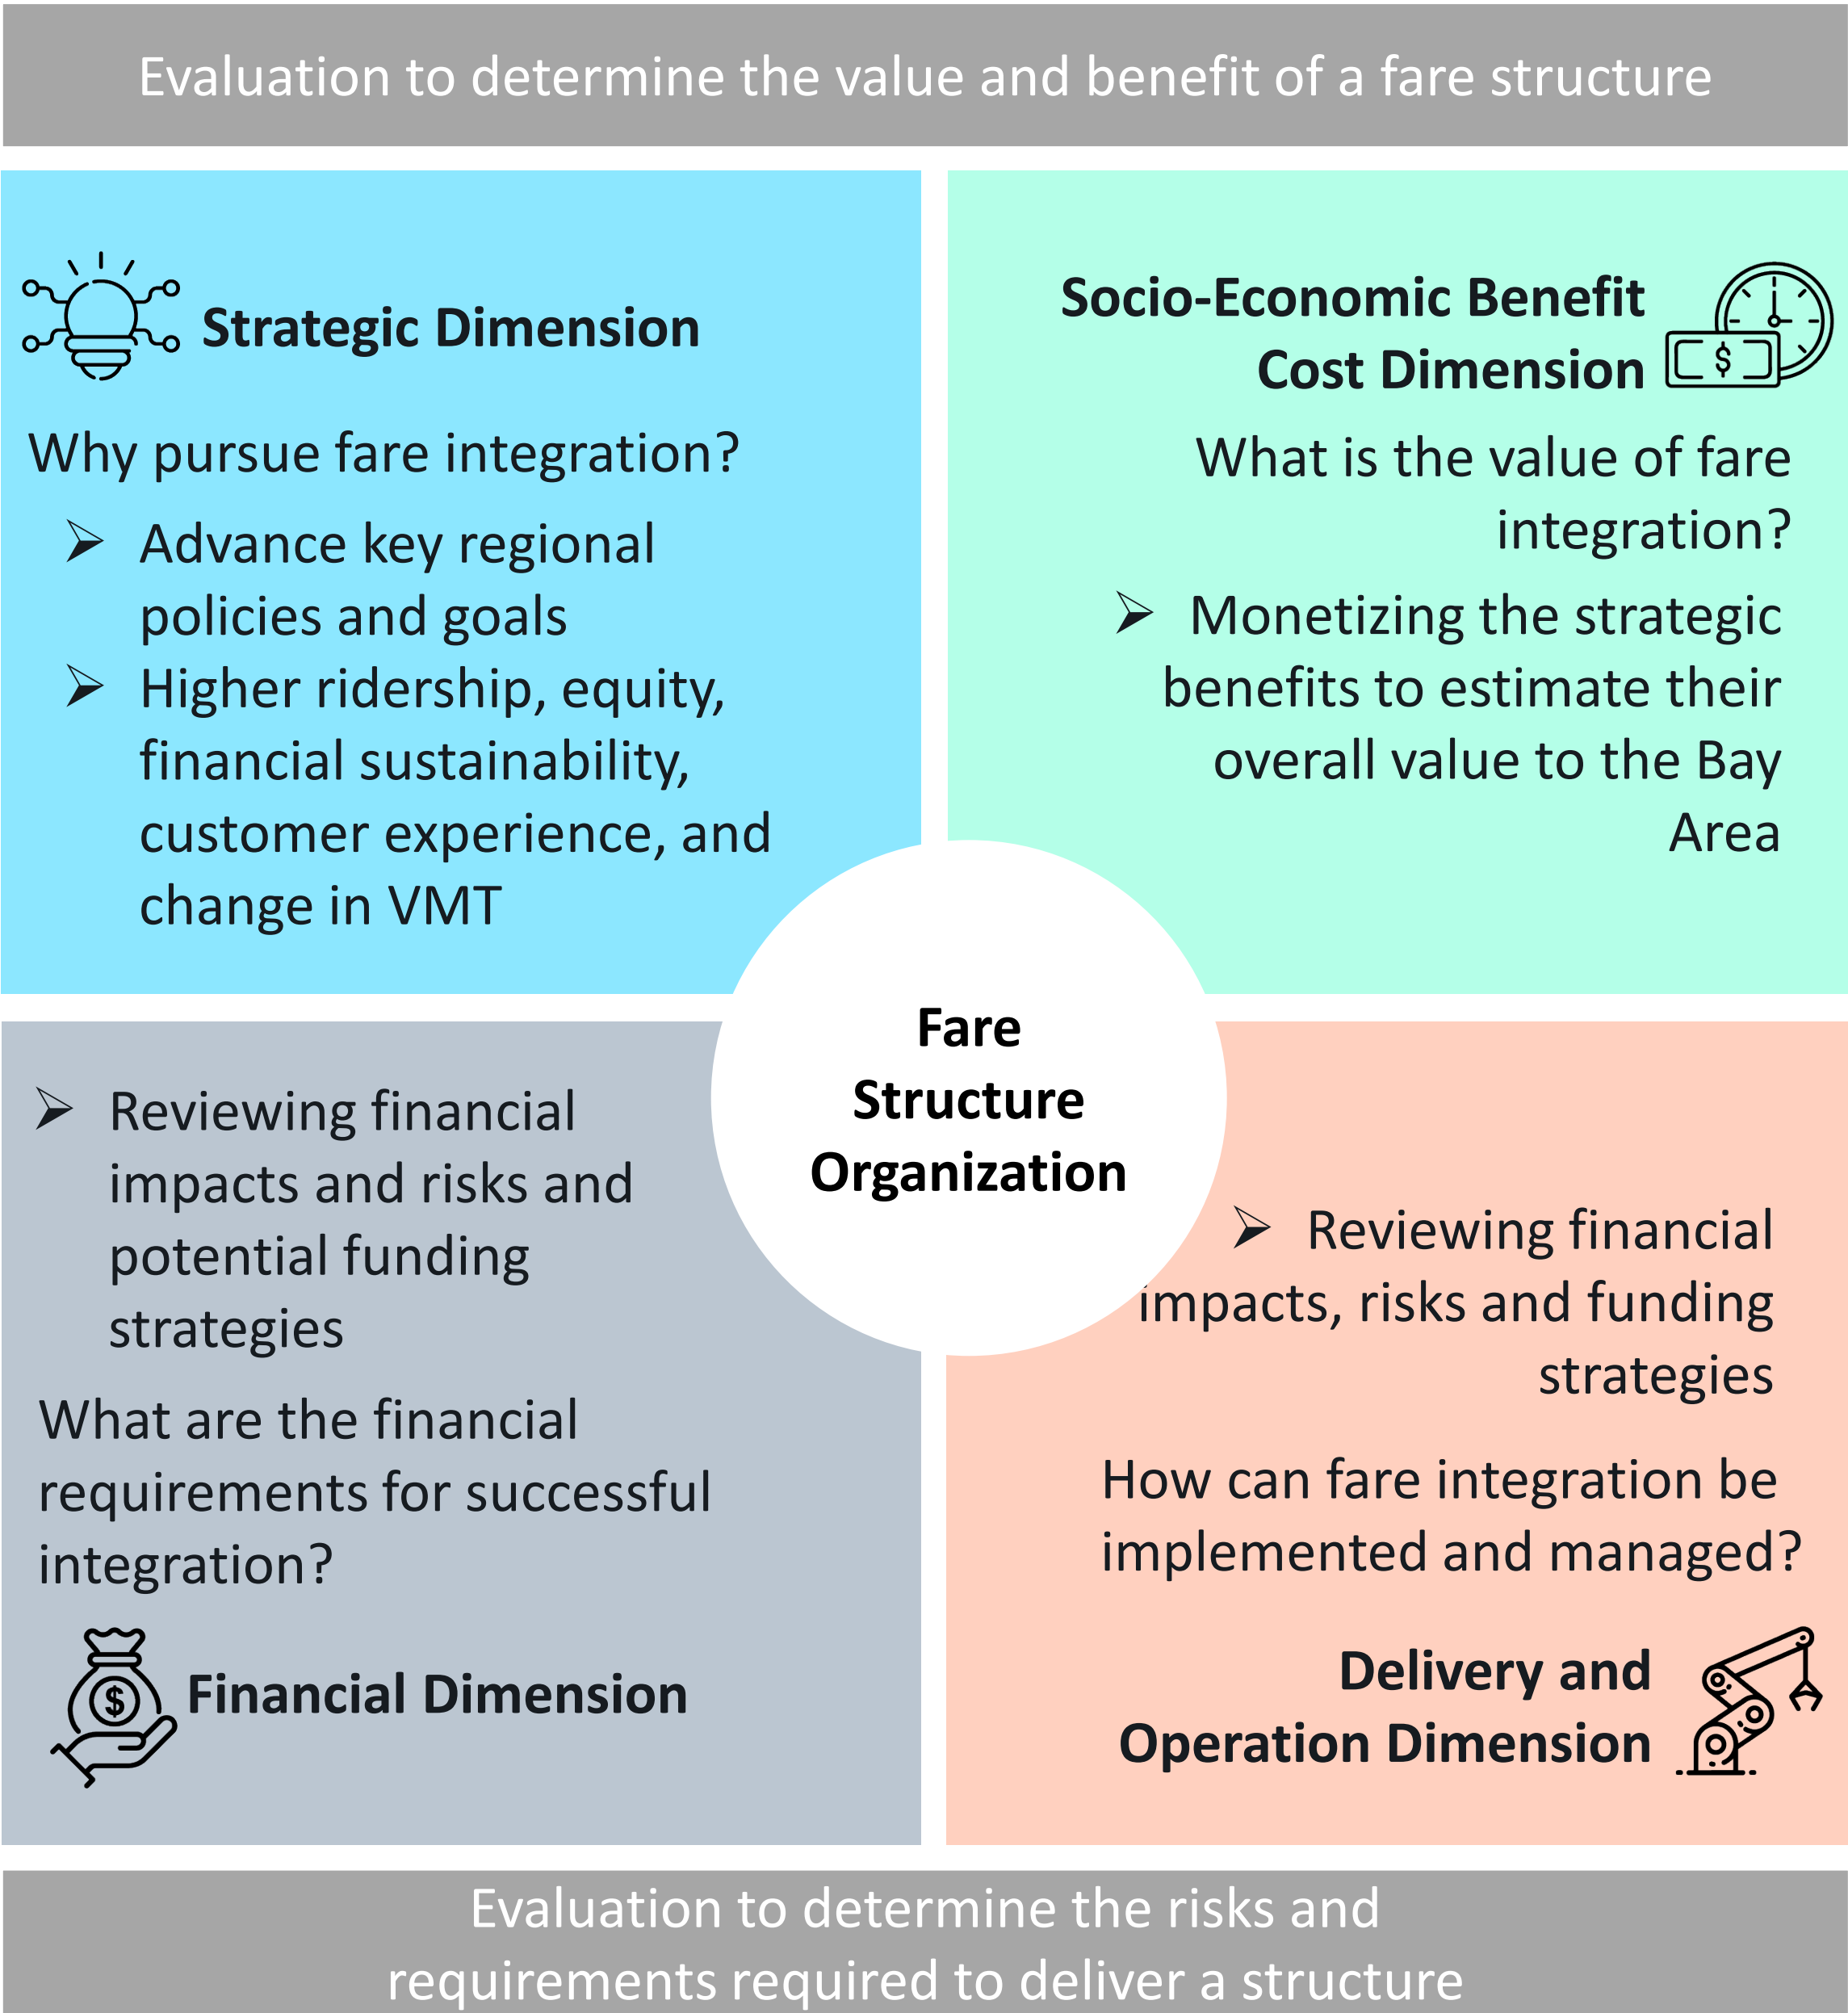 Evaluation to determine the value and benefit of a fare structure
Strategic Dimension
Why pursue fare integration?
➢ Advance key regional
policies and goals
➢ Higher ridership, equity,
financial sustainability,
customer experience, and
change in VMT
Socio-Economic Benefit
Cost Dimension
$
What is the value of fare
integration?
➢ Monetizing the strategic
benefits to estimate their
overall value to the Bay
Area
Fare
Structure
Organization
➢ Reviewing financial
impacts and risks and
potential funding
strategies
What are the financial
requirements for successful
integration?
$
Financial Dimension
➢ Reviewing financial
impacts, risks and funding
strategies
How can fare integration be
implemented and managed?
Delivery and
Operation Dimension
Evaluation to determine the risks and
requirements required to deliver a structure